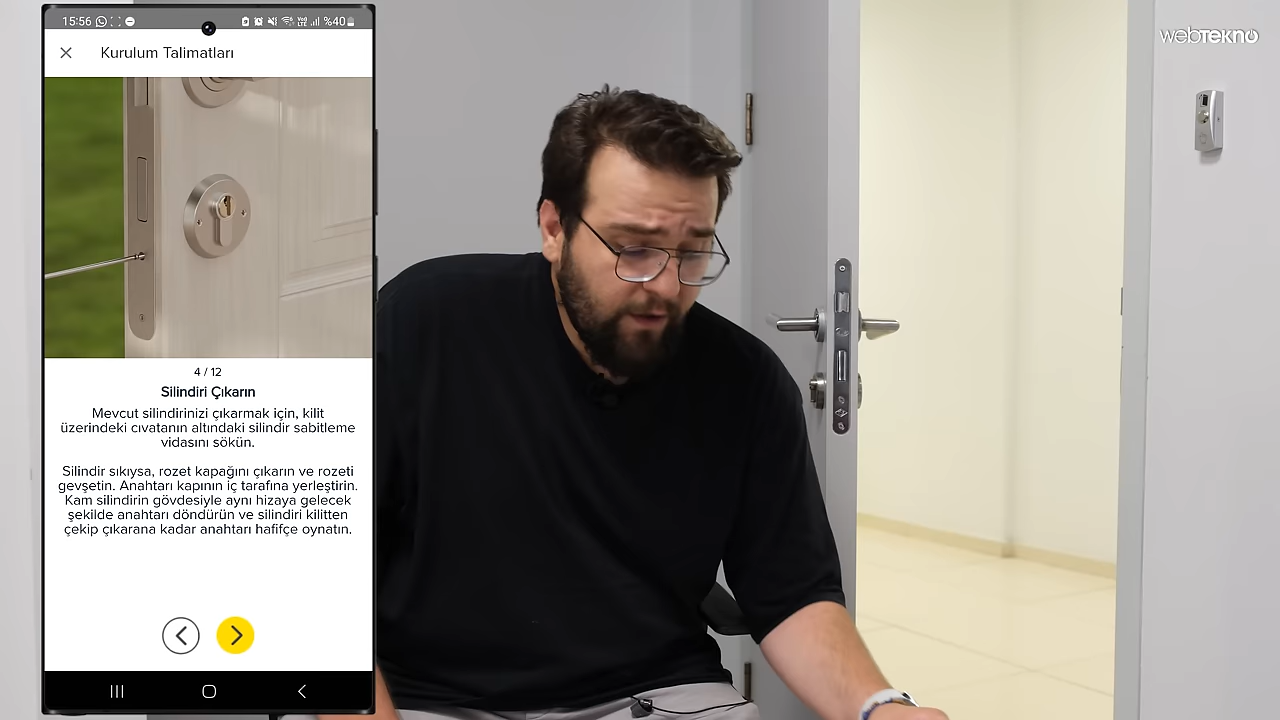 15:56
%40
Kurulum Talimatları
webtekno
4 / 12
Silindiri Çıkarın
Mevcut silindirinizi çıkarmak için, kilit
üzerindeki cıvatanın altındaki silindir sabitleme
vidasını sökün.
Silindir sıkıysa, rozet kapağını çıkarın ve rozeti
gevşetin. Anahtarı kapının iç tarafına yerleştirin.
Kam silindirin gövdesiyle aynı hizaya gelecek
şekilde anahtarı döndürün ve silindiri kilitten
çekip çıkarana kadar anahtarı hafifçe oynatın.